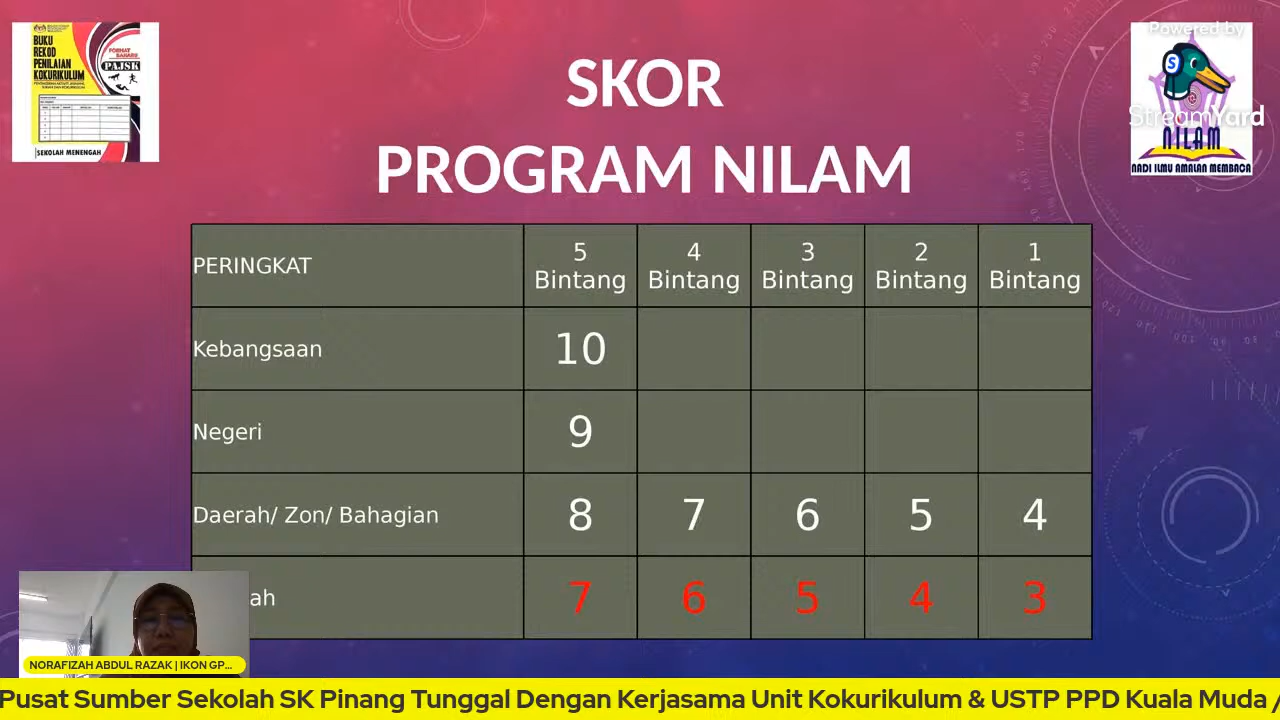 BUKU
REKOD
PENILAIAN
KOKURIKULUM
FORMAT
BAHARU
PAJSK
SEKOLAH MENENGAH
SKOR
PROGRAM NILAM
Powered by
StreamYard
NILAM
NADI ILMU AMALAN MEMBACA
PERINGKAT 5 Bintang 4 Bintang 3 Bintang 2 Bintang 1 Bintang
Kebangsaan 10
Negeri 9
Daerah/ Zon/ Bahagian 8 7 6 5 4
ah 7 6 5 4 3
NORAFIZAH ABDUL RAZAK | IKON GP...
Pusat Sumber Sekolah SK Pinang Tunggal Dengan Kerjasama Unit Kokurikulum & USTP PPD Kuala Muda /